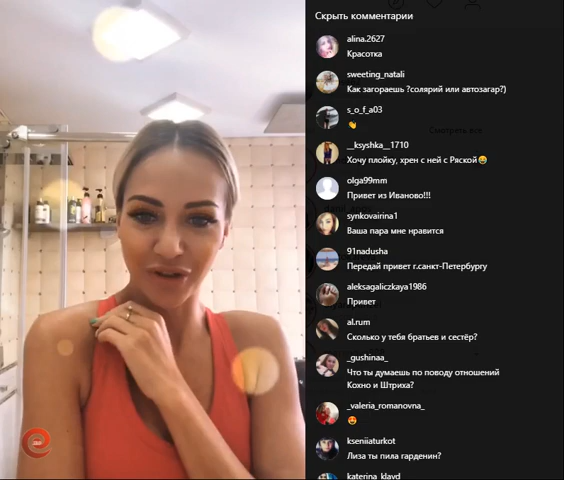 Скрыть комментарии
alina.2627
Красотка
sweeting_natali
Как загораешь ?солярий или автозагар?)
s_o_f_a03
👏
Смотреть все
__ksyshka__1710
Хочу плойку, хрен с ней с Ряской😂
olga99mm
Привет из Иваново!!!
synkovairina1
Ваша пара мне нравится
91nadusha
Передай привет г.санкт-Петербургу
aleksagaliczkaya1986
Привет
al.rum
Сколько у тебя братьев и сестёр?
_gushinaa_
Что ты думаешь по поводу отношений
Кохно и Штриха?
_valeria_romanovna_
😍
kseniiaturkot
Лиза ты пила гарденин?
katerina_klavd